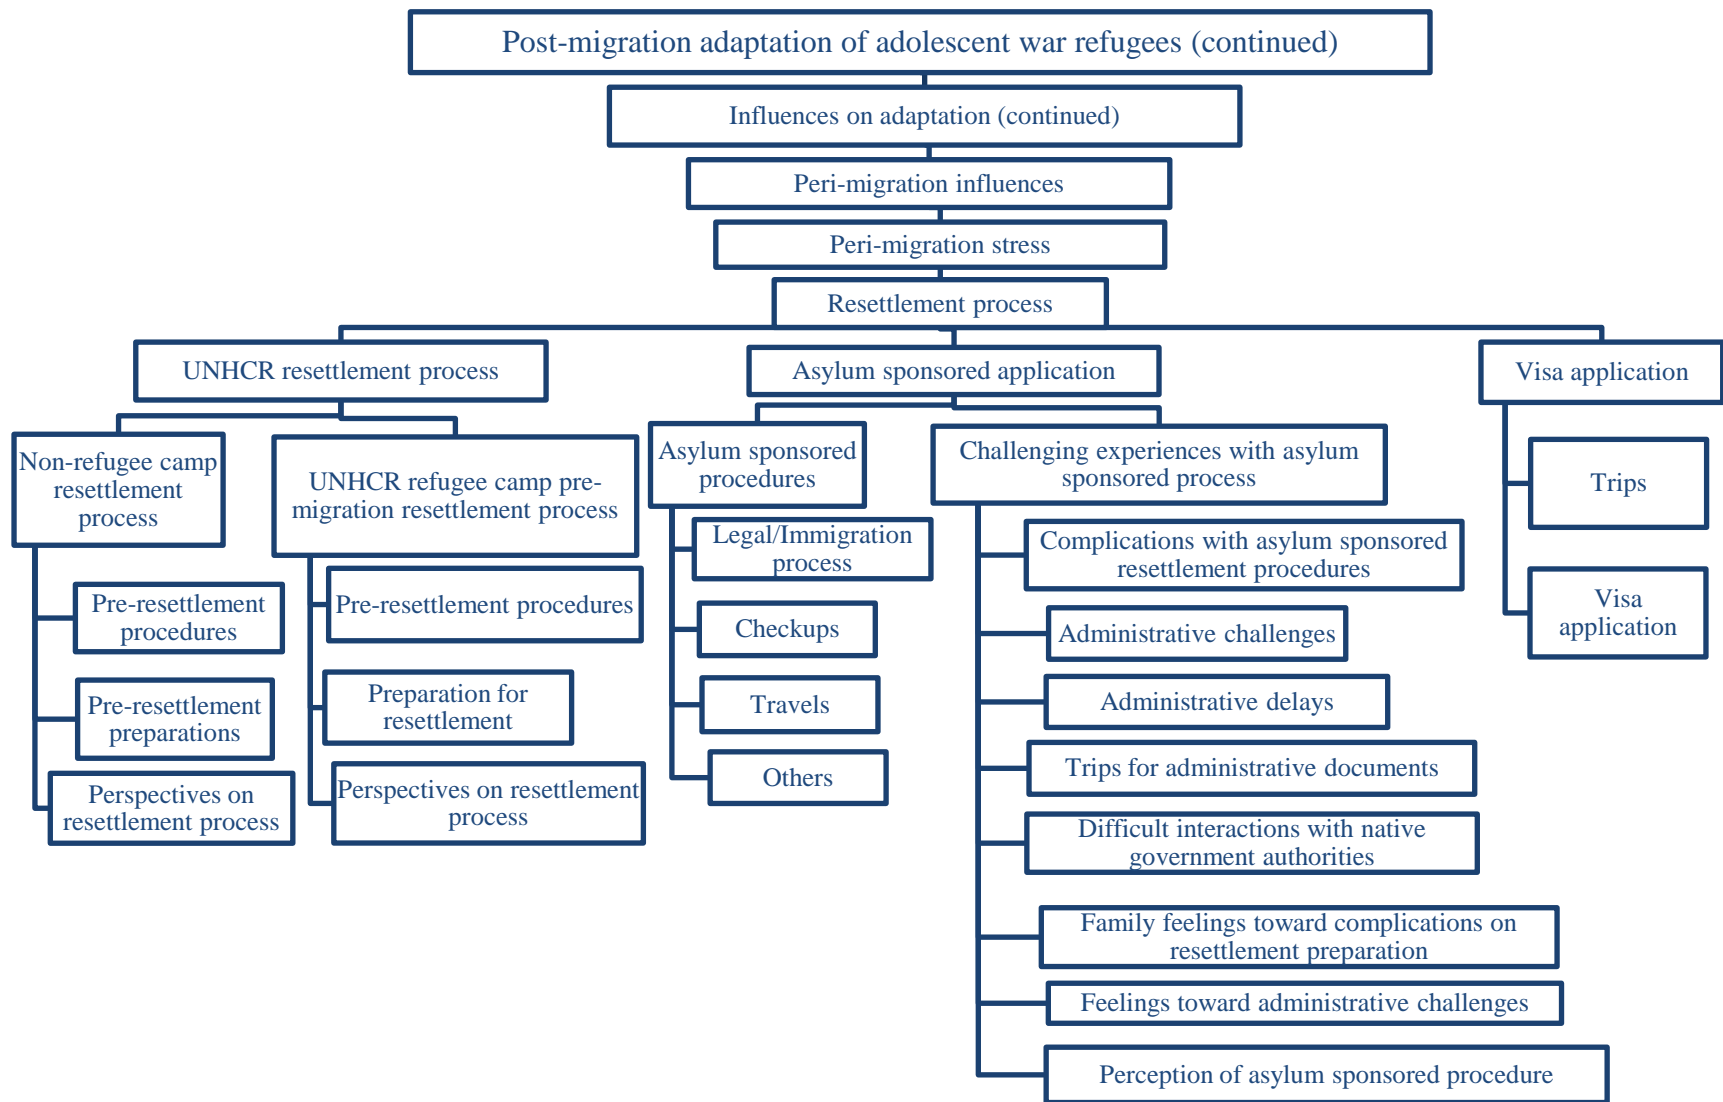 Post-migration adaptation of adolescent war refugees (continued)
Influences on adaptation (continued)
Peri-migration influences
Peri-migration stress
Resettlement process
UNHCR resettlement process
Asylum sponsored application
Visa application
Non-refugee camp
resettlement
process
UNHCR refugee camp pre-
migration resettlement process
Asylum sponsored
procedures
Challenging experiences with asylum
sponsored process
Pre-resettlement
procedures
Pre-resettlement
preparations
Perspectives on
resettlement process
Pre-resettlement procedures
Preparation for
resettlement
Perspectives on resettlement
process
Legal/Immigration
process
Checkups
Travels
Others
Complications with asylum sponsored
resettlement procedures
Administrative challenges
Administrative delays
Trips for administrative documents
Difficult interactions with native
government authorities
Family feelings toward complications on
resettlement preparation
Feelings toward administrative challenges
Perception of asylum sponsored procedure
Trips
Visa
application